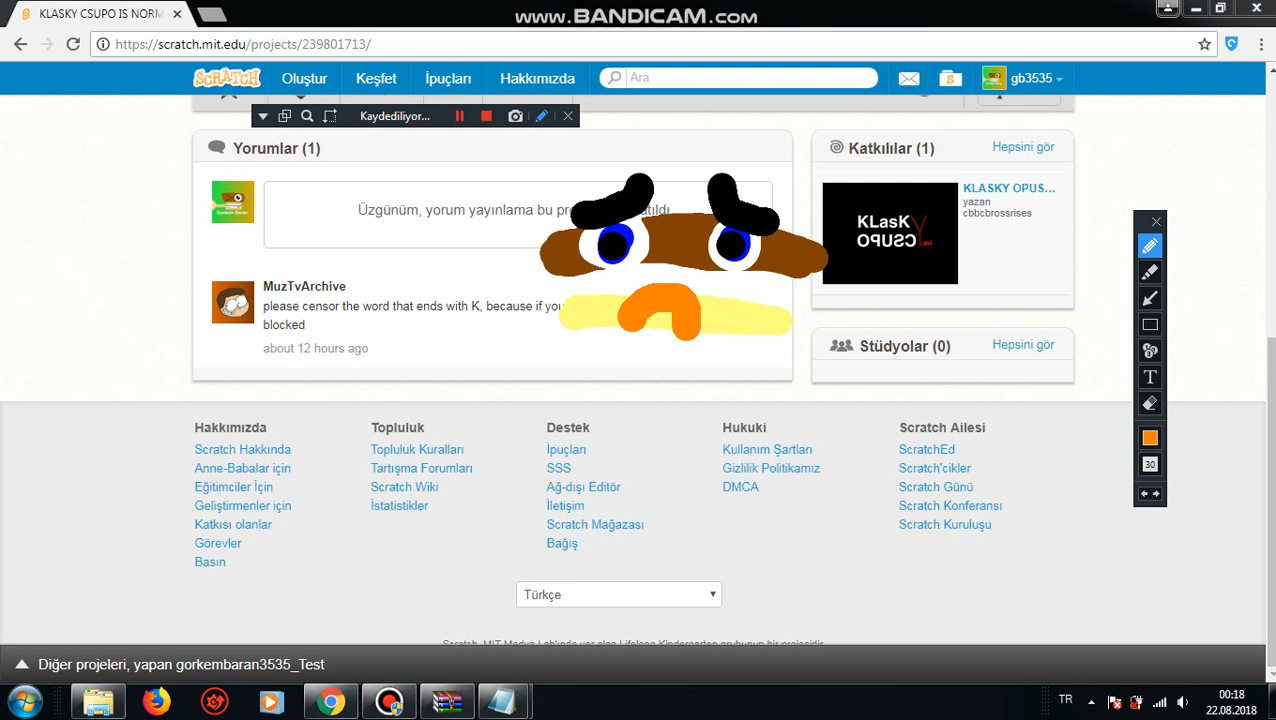 KLASKY CSUPO IS NORM
www.BANDICAM.com
https://scratch.mit.edu/projects/239801713/
SCRATCH
Oluştur
Keşfet
İpuçları
Hakkımızda
Ara
gb3535
Kaydediliyor...
Yorumlar (1)
Üzgünüm, yorum yayınlama bu
MuzTvArchive
please censor the word that ends with K, because if you
blocked
about 12 hours ago
Katkılılar (1)
Hepsini gör
KLasKY
CSUPO
KLASKY OPUS...
yazan
cbbcbrossrises
Stüdyolar (0)
Hepsini gör
T
30
Hakkımızda
Scratch Hakkında
Anne-Babalar için
Eğitimciler İçin
Geliştirmenler için
Katkısı olanlar
Görevler
Basın
Topluluk
Topluluk Kuralları
Tartışma Forumları
Scratch Wiki
İstatistikler
Destek
İpuçları
SSS
Ağ-dışı Editör
İletişim
Scratch Mağazası
Bağış
Hukuki
Kullanım Şartları
Gizlilik Politikamız
DMCA
Scratch Ailesi
ScratchEd
Scratch'cikler
Scratch Günü
Scratch Konferansı
Scratch Kuruluşu
Türkçe
Diğer projeleri, yapan gorkembaran3535_Test
TR
00:18
22.08.2018